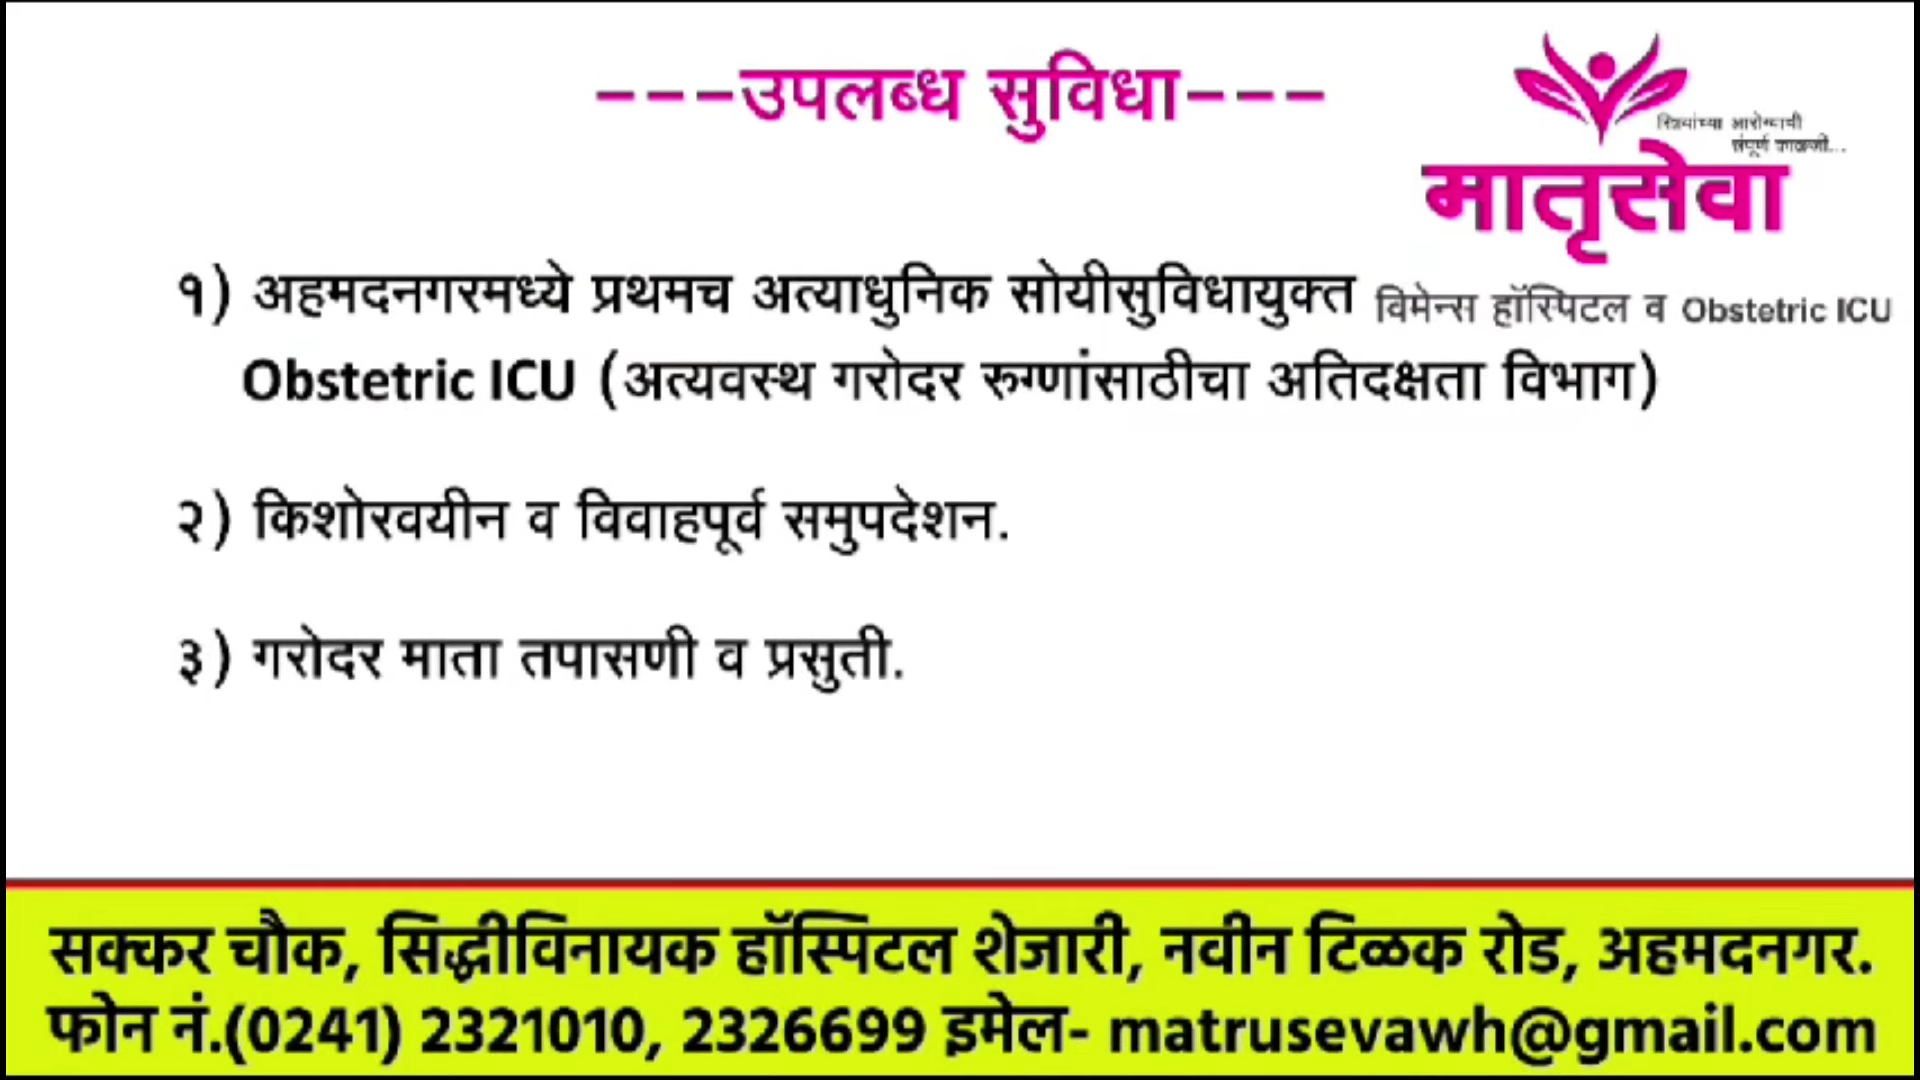 ---उपलब्ध सुविधा---
स्त्रियांच्या आरोग्याची
संपूर्ण काळजी...
मातृसेवा
विमेन्स हॉस्पिटल व Obstetric ICU
१) अहमदनगरमध्ये प्रथमच अत्याधुनिक सोयीसुविधायुक्त
Obstetric ICU (अत्यवस्थ गरोदर रुग्णांसाठीचा अतिदक्षता विभाग)
२) किशोरवयीन व विवाहपूर्व समुपदेशन.
३) गरोदर माता तपासणी व प्रसुती.
सक्कर चौक, सिद्धीविनायक हॉस्पिटल शेजारी, नवीन टिळक रोड, अहमदनगर.
फोन नं.(0241) 2321010, 2326699 इमेल- matrusevawh@gmail.com